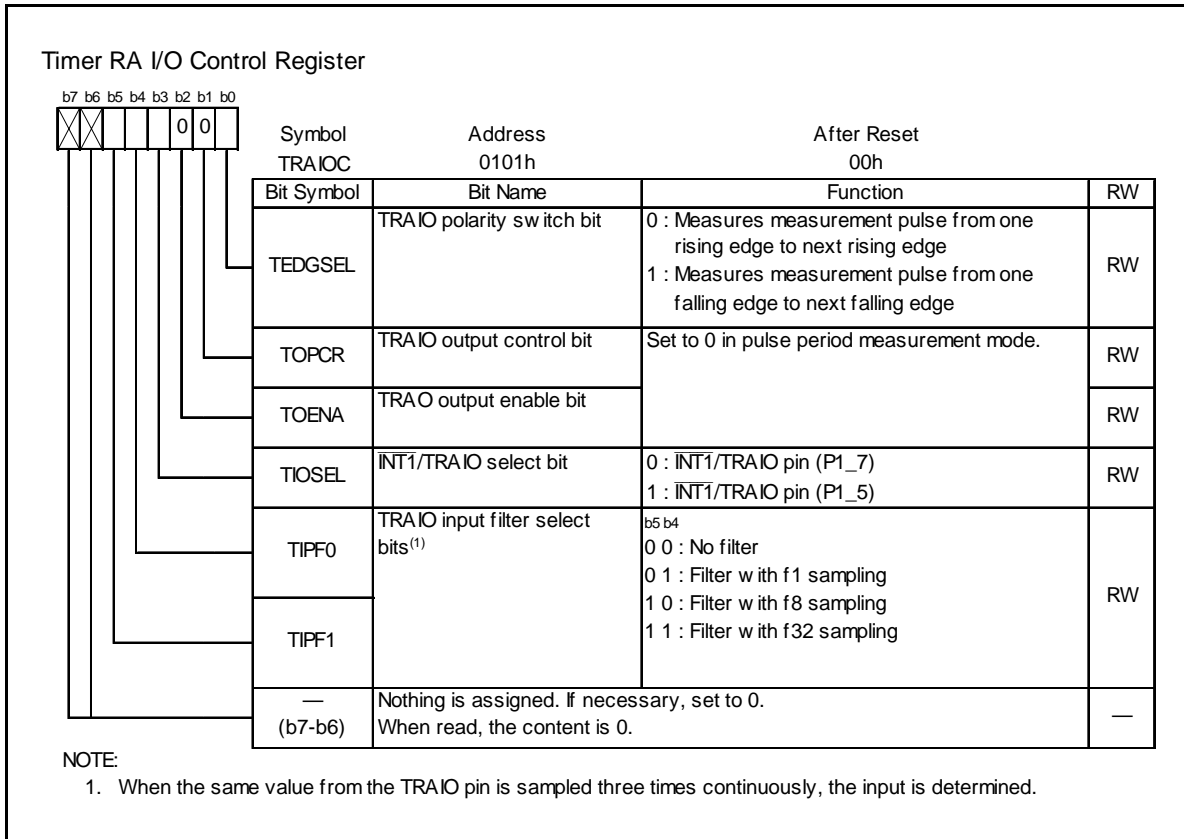 Timer RA I/O Control Register
b7 b6 b5 b4 b3 b2 b1 b0
0 0
Symbol Address After Reset
TRAIOC 0101h 00h
Bit Symbol Bit Name Function RW
TEDGSEL
TRAIO polarity switch bit
0 : Measures measurement pulse from one
rising edge to next rising edge
1 : Measures measurement pulse from one
falling edge to next falling edge
RW
TOPCR
TRAIO output control bit
Set to 0 in pulse period measurement mode.
RW
TOENA
TRAO output enable bit
RW
TIOSEL
INT1/TRAIO select bit
0 : INT1/TRAIO pin (P1_7)
1 : INT1/TRAIO pin (P1_5)
RW
TIPF0
TRAIO input filter select
bits(1)
b5 b4
0 0 : No filter
0 1 : Filter with f1 sampling
1 0 : Filter with f8 sampling
1 1 : Filter with f32 sampling
RW
TIPF1
—
(b7-b6)
Nothing is assigned. If necessary, set to 0.
When read, the content is 0.
—
NOTE:
1. When the same value from the TRAIO pin is sampled three times continuously, the input is determined.